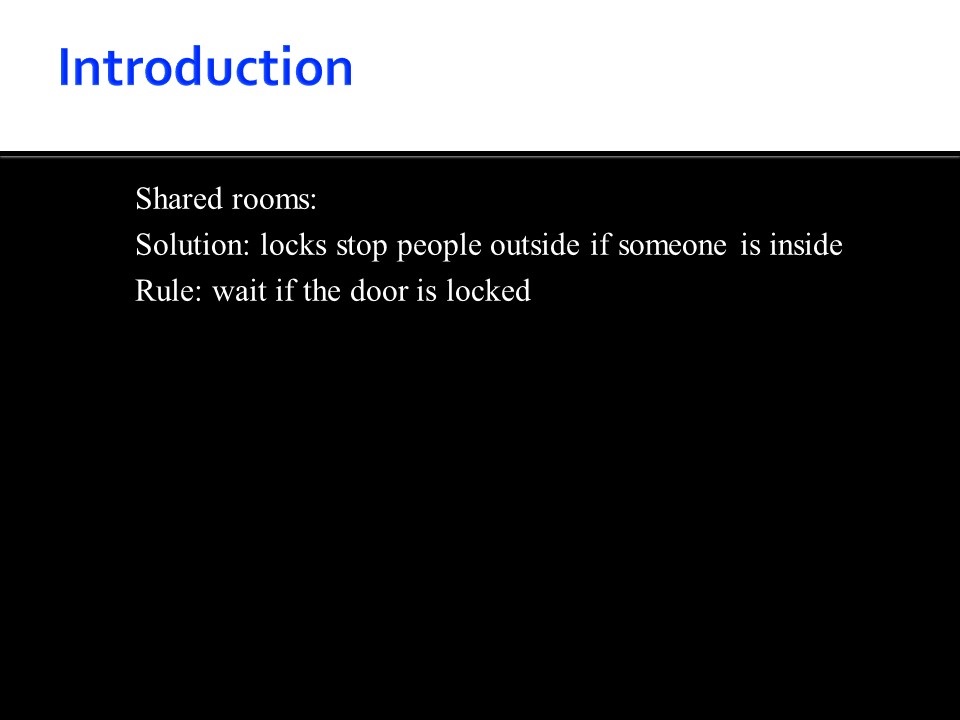 Introduction
Shared rooms:
Solution: locks stop people outside if someone is inside
Rule: wait if the door is locked